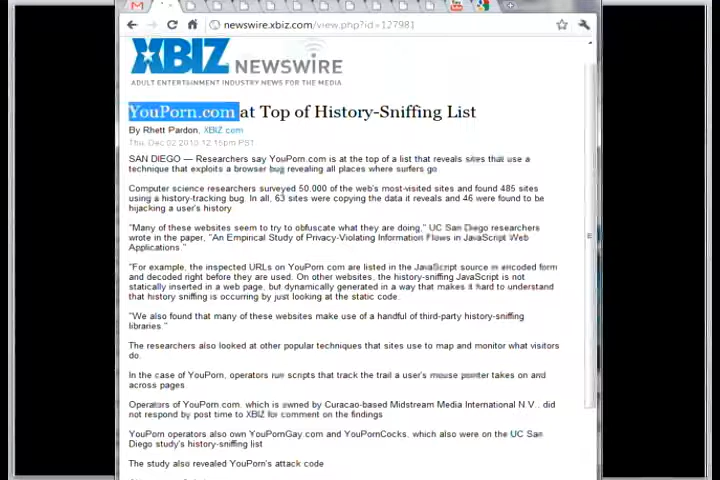 newswire.xbiz.com/view.php?id=127981
XBIZ NEWSWIRE
ADULT ENTERTAINMENT INDUSTRY NEWS FOR THE MEDIA
YouPorn.com at Top of History-Sniffing List
By Rhett Pardon, XBIZ.com
Thu, Dec 02 2010 12:15pm PST
SAN DIEGO — Researchers say YouPorn.com is at the top of a list that reveals sites that use a
technique that exploits a browser bug revealing all places where surfers go.
Computer science researchers surveyed 50,000 of the web's most-visited sites and found 485 sites
using a history-tracking bug. In all, 63 sites were copying the data it reveals and 46 were found to be
hijacking a user's history.
"Many of these websites seem to try to obfuscate what they are doing," UC San Diego researchers
wrote in the paper, "An Empirical Study of Privacy-Violating Information Flows in JavaScript Web
Applications."
"For example, the inspected URLs on YouPorn.com are listed in the JavaScript source in encoded form
and decoded right before they are used. On other websites, the history-sniffing JavaScript is not
statically inserted in a web page, but dynamically generated in a way that makes it hard to understand
that history sniffing is occurring by just looking at the static code.
"We also found that many of these websites make use of a handful of third-party history-sniffing
libraries."
The researchers also looked at other popular techniques that sites use to map and monitor what visitors
do.
In the case of YouPorn, operators run scripts that track the trail a user's mouse pointer takes on and
across pages.
Operators of YouPorn.com, which is owned by Curacao-based Midstream Media International N.V., did
not respond by post time to XBIZ for comment on the findings.
YouPorn operators also own YouPornGay.com and YouPornCocks, which also were on the UC San
Diego study's history-sniffing list.
The study also revealed YouPorn's attack code